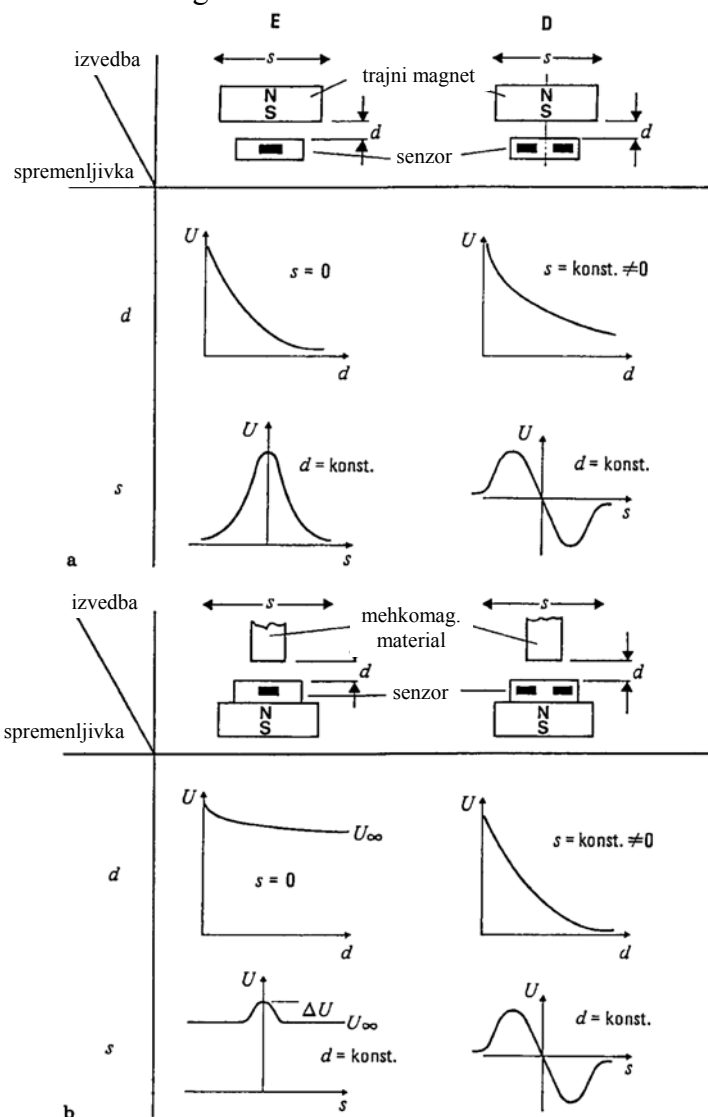 E D
izvedba
s s
trajni magnet
N N
S S
d d
senzor
spremenljivka
U U
s = 0 s = konst. ≠0
d
d d
U U
d = konst. d = konst.
s
s s
a
izvedba
s s
mehkomag.
material
d d
senzor
N N
S S
spremenljivka
U U
U∞ s = konst. ≠0
d
s = 0
d d
U U
ΔU
U∞ d = konst.
s
d = konst.
s s
b